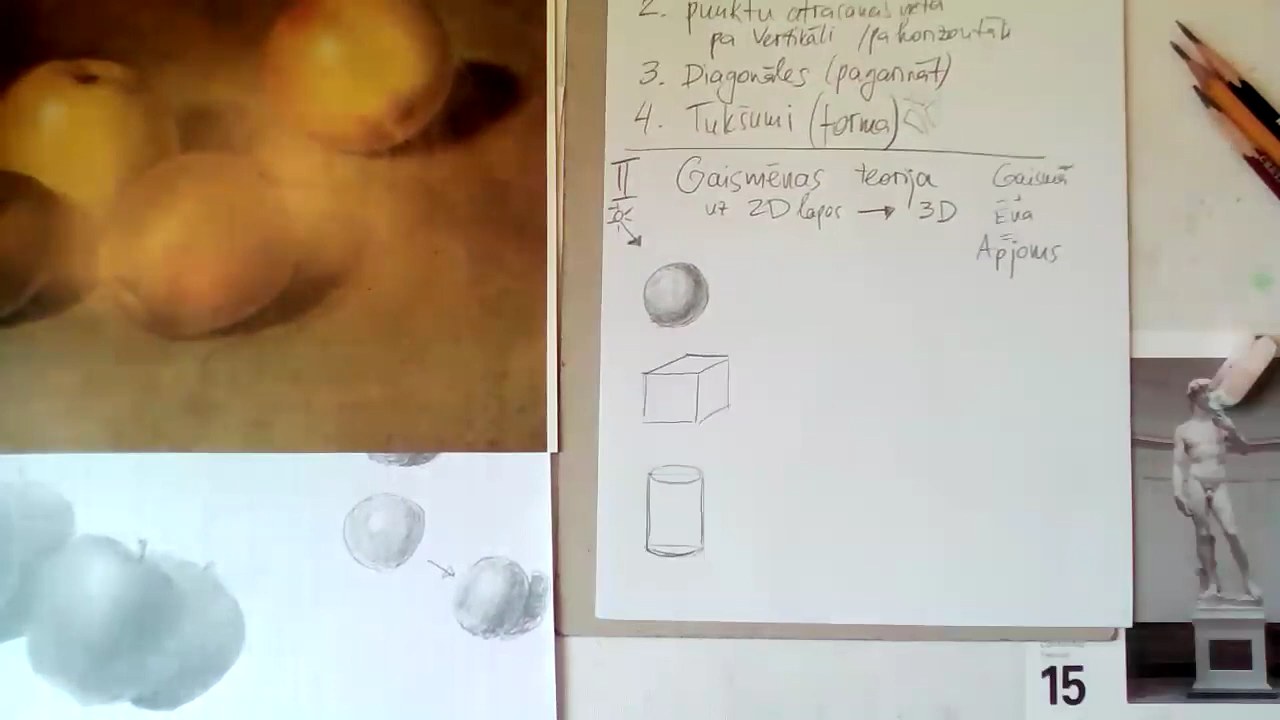 2. punktu atrašanās vieta
pa vertikāli /pa horizontāli
3. Diagonāles (pagarināt)
4. Tukšumi (forma)
II Gaismēnas teorija
uz 2D lapas → 3D
Gaisma
Ēna
Apjoms
15